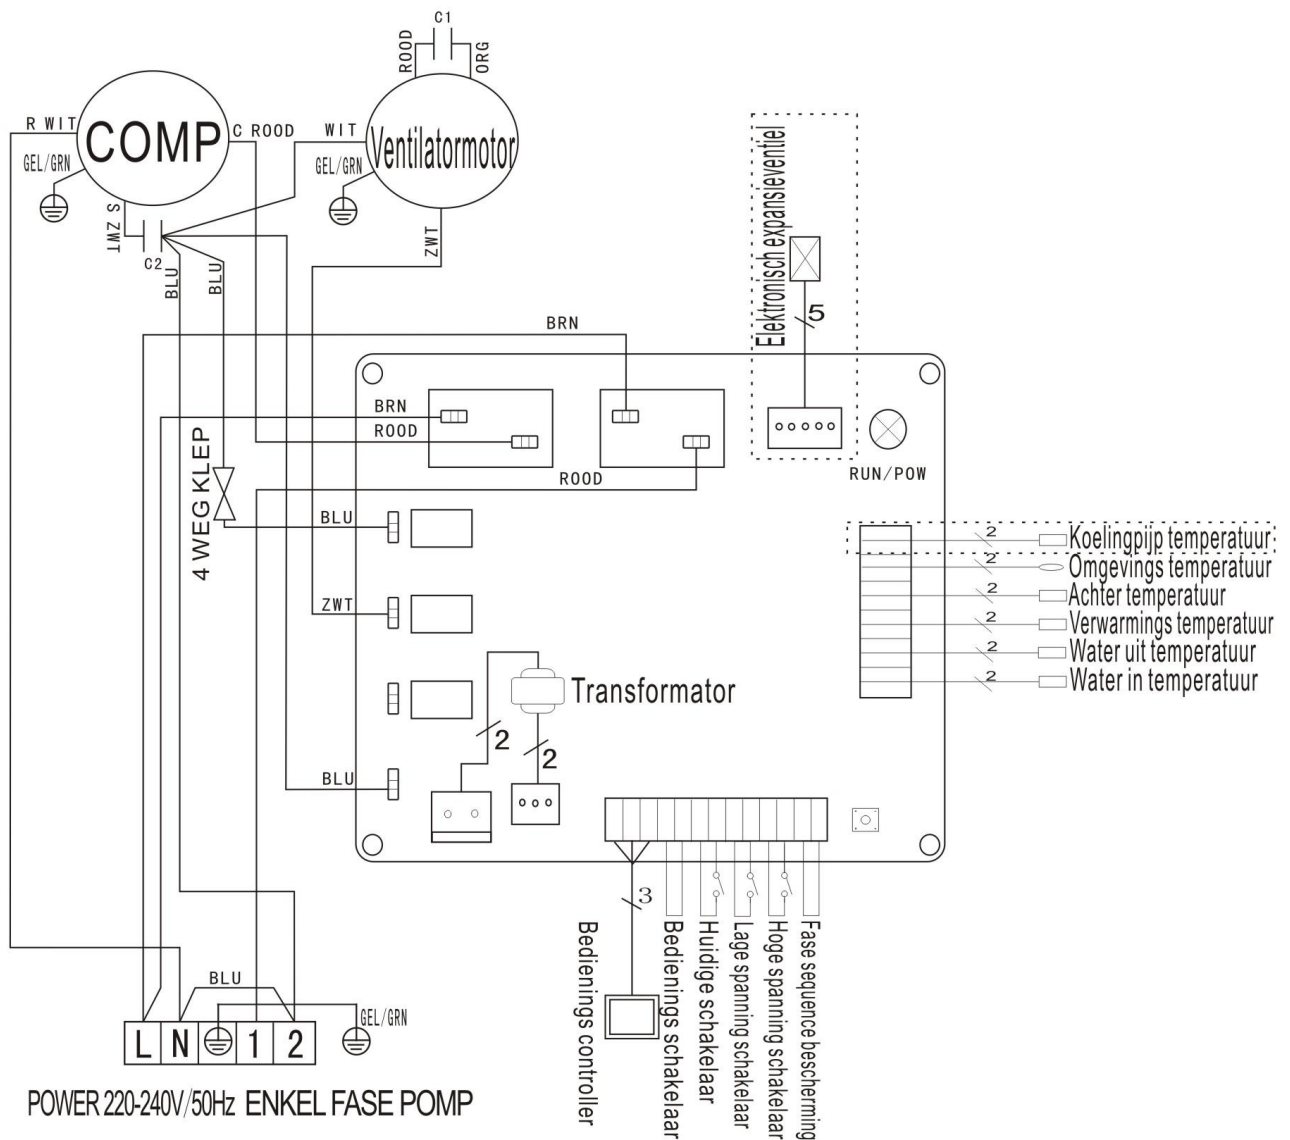 C1
ROOD
ORG
R WIT
COMP
C ROOD
WIT
Ventilatormotor
GEL/GRN
GEL/GRN
S ZWT
C2
BLU
BLU
ZWT
Elektronisch expansieventiel
5
BRN
BRN
ROOD
ROOD
RUN/POW
4 WEG KLEP
BLU
ZWT
BLU
Transformator
2
2
2
Koelingpijp temperatuur
2
Omgevings temperatuur
2
Achter temperatuur
2
Verwarmings temperatuur
2
Water uit temperatuur
2
Water in temperatuur
3
Bedienings controller
Bedienings schakelaar
Huidige schakelaar
Lage spanning schakelaar
Hoge spanning schakelaar
Fase sequence bescherming
BLU
GEL/GRN
L N 1 2
POWER 220-240V/50Hz ENKEL FASE POMP